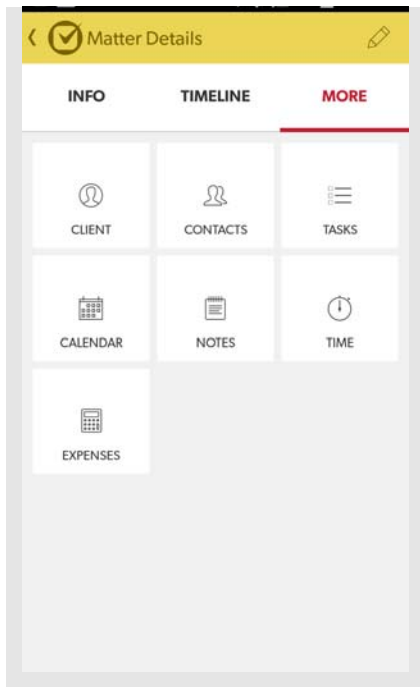 Matter Details
INFO TIMELINE MORE
CLIENT CONTACTS TASKS
CALENDAR NOTES TIME
EXPENSES